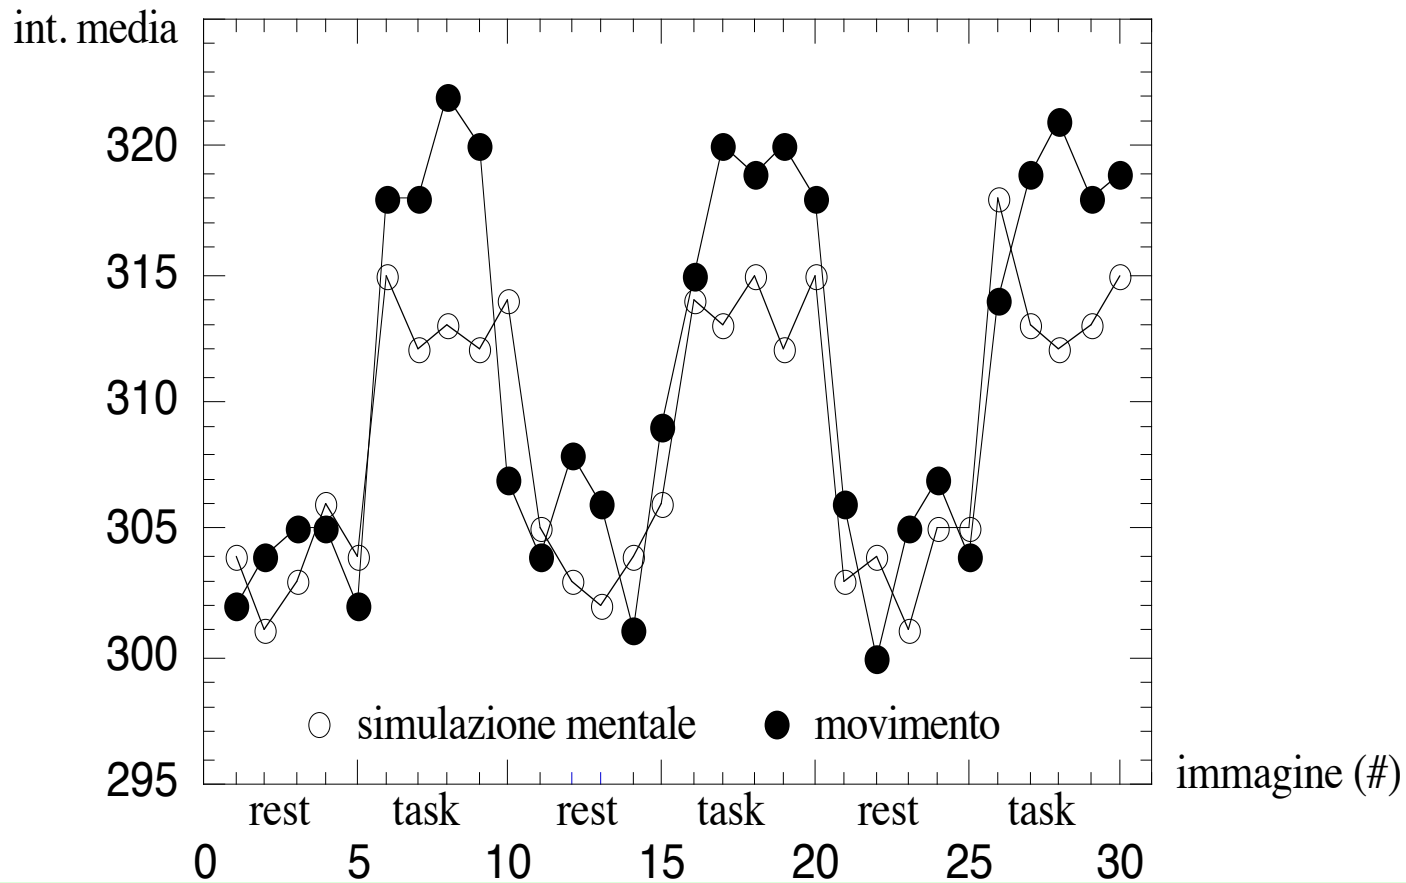 int. media
320
315
310
305
300
295
simulazione mentale movimento
immagine (#)
rest task rest task rest task
0 5 10 15 20 25 30